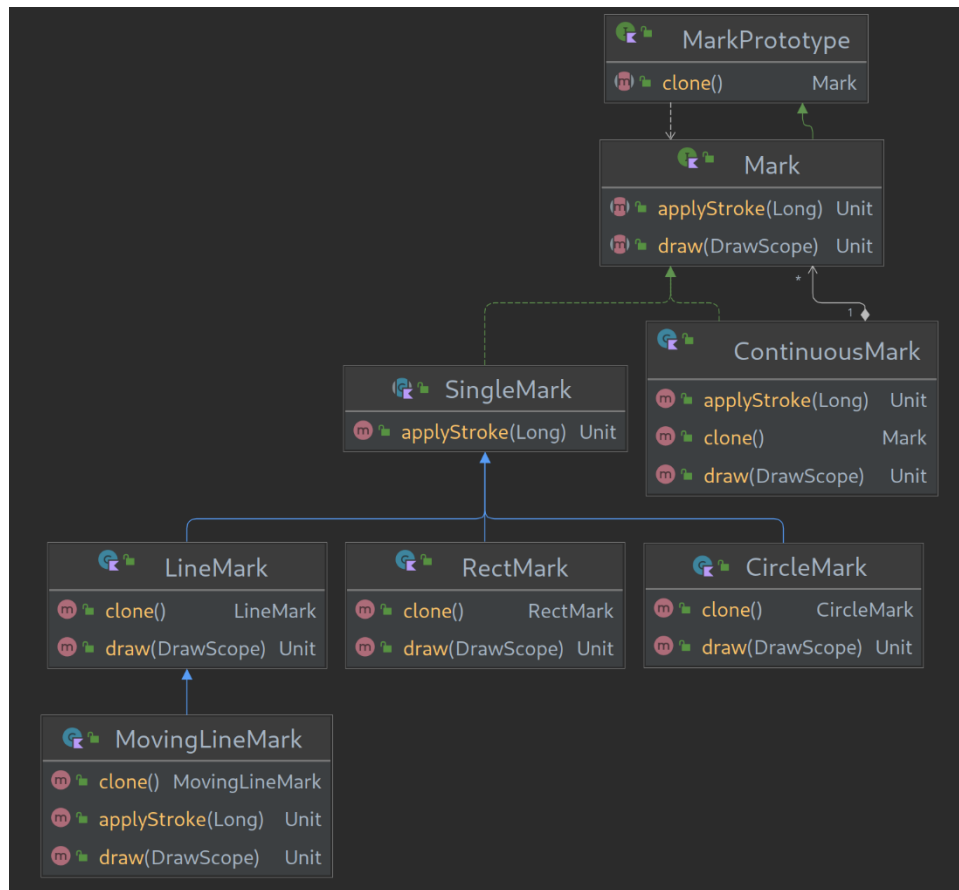 MarkPrototype
clone() Mark
Mark
applyStroke(Long) Unit
draw(DrawScope) Unit
*
1
ContinuousMark
applyStroke(Long) Unit
clone() Mark
draw(DrawScope) Unit
SingleMark
applyStroke(Long) Unit
LineMark
clone() LineMark
draw(DrawScope) Unit
RectMark
clone() RectMark
draw(DrawScope) Unit
CircleMark
clone() CircleMark
draw(DrawScope) Unit
MovingLineMark
clone() MovingLineMark
applyStroke(Long) Unit
draw(DrawScope) Unit